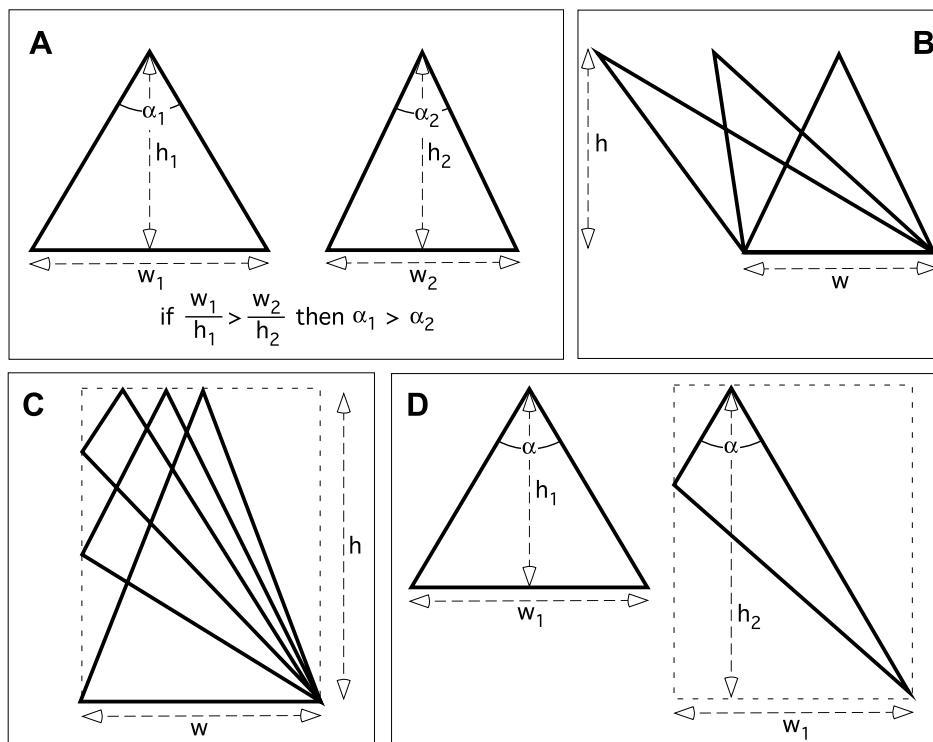 A
α1
h1
w1
α2
h2
w2
if w1/h1 > w2/h2 then α1 > α2
B
h
w
C
h
w
D
α
h1
w1
α
h2
w1